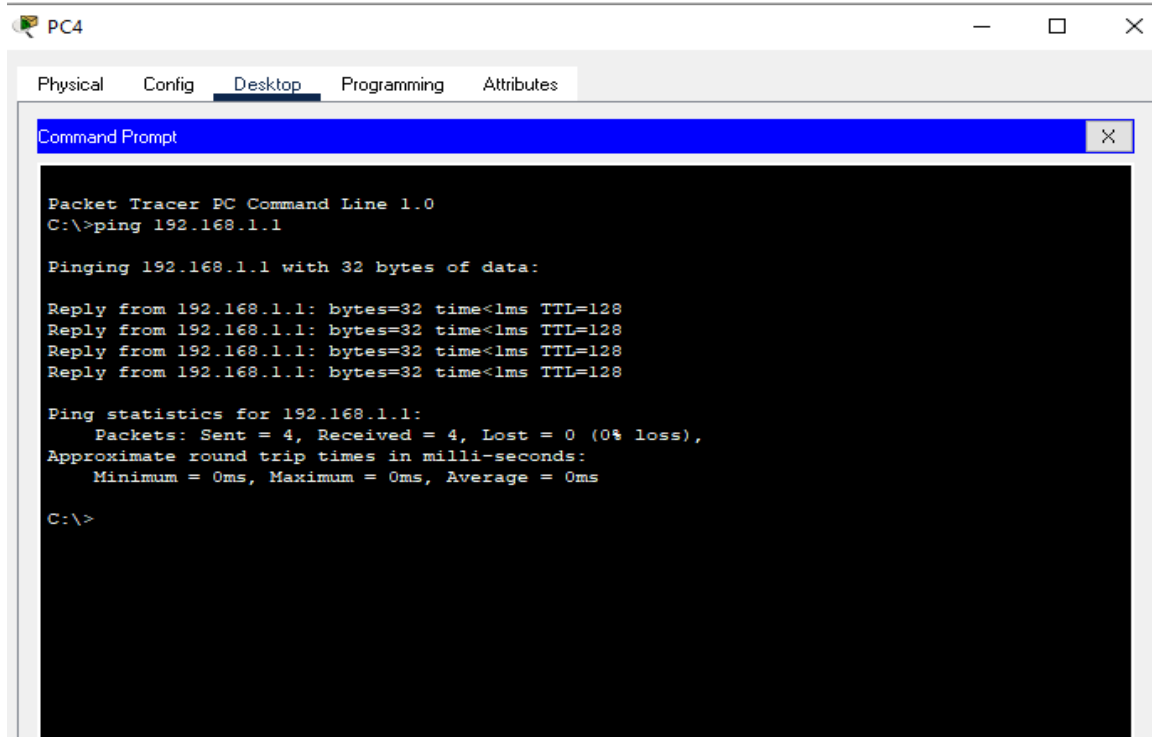 PC4
Physical Config Desktop Programming Attributes
Command Prompt
X
Packet Tracer PC Command Line 1.0
C:\>ping 192.168.1.1
Pinging 192.168.1.1 with 32 bytes of data:
Reply from 192.168.1.1: bytes=32 time<1ms TTL=128
Reply from 192.168.1.1: bytes=32 time<1ms TTL=128
Reply from 192.168.1.1: bytes=32 time<1ms TTL=128
Reply from 192.168.1.1: bytes=32 time<1ms TTL=128
Ping statistics for 192.168.1.1:
    Packets: Sent = 4, Received = 4, Lost = 0 (0% loss),
Approximate round trip times in milli-seconds:
    Minimum = 0ms, Maximum = 0ms, Average = 0ms
C:\>